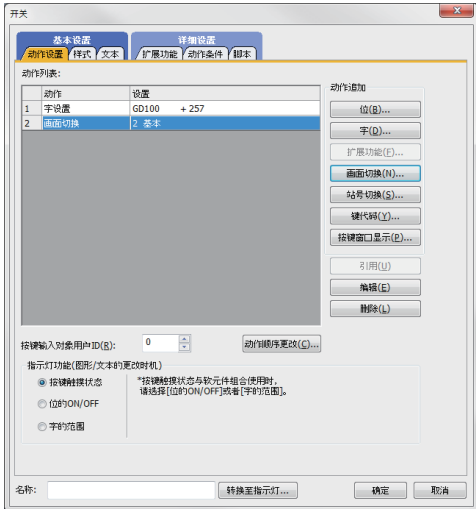 开关
基本设置
详细设置
动作设置 样式 文本 扩展功能 动作条件 脚本
动作列表:
动作追加
动作 设置
1 字设置 GD100 + 257
2 画面切换 2 基本
位(B)...
字(D)...
扩展功能(F)...
画面切换(N)...
站号切换(S)...
键代码(Y)...
按键窗口显示(P)...
引用(U)
编辑(E)
删除(L)
按键输入对象用户ID(R): 0
动作顺序更改(C)...
指示灯功能(图形/文本的更改时机)
按键触摸状态
*按键触摸状态与软元件组合使用时,
请选择[位的ON/OFF]或者[字的范围]。
位的ON/OFF
字的范围
名称:
转换至指示灯...
确定
取消